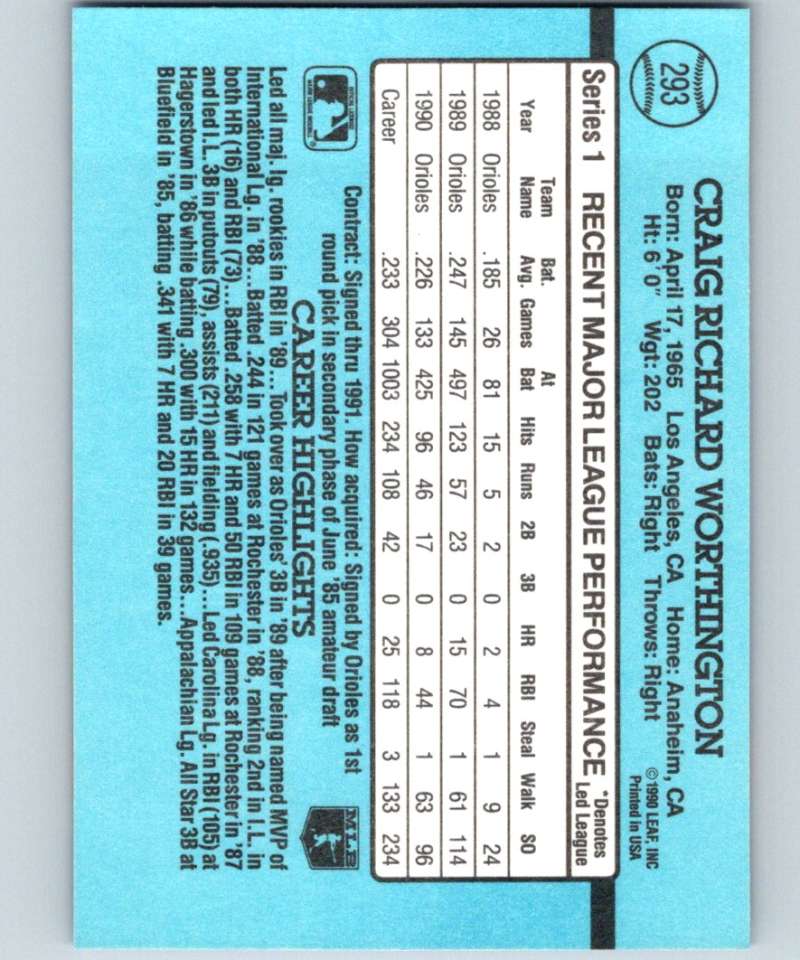 293
CRAIG RICHARD WORTHINGTON
Born: April 17, 1965 Los Angeles, CA Home: Anaheim, CA
Ht: 6'0" Wgt: 202 Bats: Right Throws: Right
©1990 LEAF, INC
Printed in USA
Series 1 RECENT MAJOR LEAGUE PERFORMANCE *Denotes Led League
Year Team Name Bat. Avg. Games At Bat Hits Runs 2B 3B HR RBI Steal Walk SO
1988 Orioles .185 26 81 15 5 2 0 2 4 1 9 24
1989 Orioles .247 145 497 123 57 23 0 15 70 1 61 114
1990 Orioles .226 133 425 96 46 17 0 8 44 1 63 96
Career .233 304 1003 234 108 42 0 25 118 3 133 234
OFFICIAL LICENSEE
MAJOR LEAGUE BASEBALL
Contract: Signed thru 1991. How acquired: Signed by Orioles as 1st
round pick in secondary phase of June '85 amateur draft
MLB
CAREER HIGHLIGHTS
Led all maj. lg. rookies in RBI in '89...Took over as Orioles' 3B in '89 after being named MVP of
International Lg. in '88...Batted .244 in 121 games at Rochester in '88, ranking 2nd in I.L. in
both HR (16) and RBI (73)...Batted .258 with 7 HR and 50 RBI in 109 games at Rochester in '87
and led I.L. 3B in putouts (79), assists (211) and fielding (.935)...Led Carolina Lg. in RBI (105) at
Hagerstown in '86 while batting .300 with 15 HR in 132 games...Appalachian Lg. All Star 3B at
Bluefield in '85, batting .341 with 7 HR and 20 RBI in 39 games.